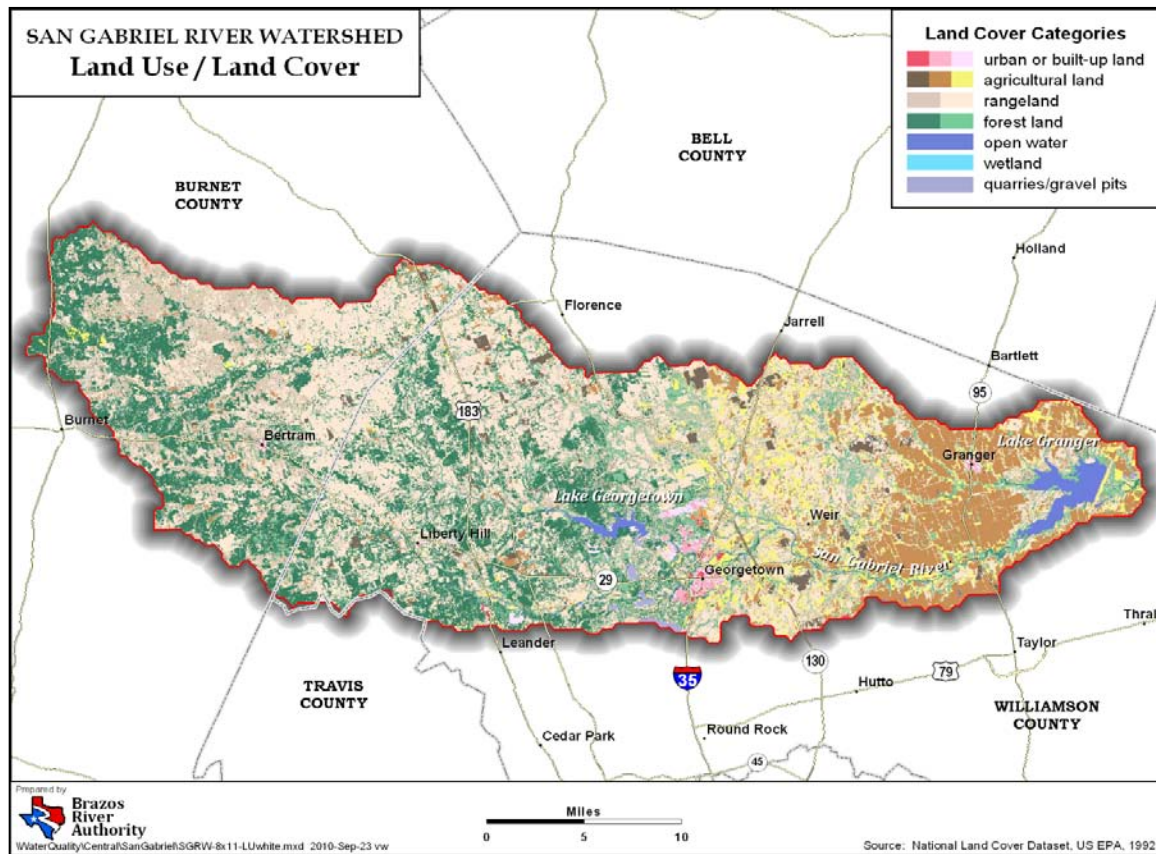 SAN GABRIEL RIVER WATERSHED
Land Use / Land Cover
Land Cover Categories
urban or built-up land
agricultural land
rangeland
forest land
open water
wetland
quarries/gravel pits
BELL
COUNTY
BURNET
COUNTY
Holland
Florence
Jarrell
Bartlett
95
183
Burnet
Bertram
Granger
Lake Granger
Lake Georgetown
Weir
Liberty Hill
San Gabriel River
29
Georgetown
Leander
130
Taylor
Thral
35
79
Hutto
TRAVIS
COUNTY
WILLIAMSON
COUNTY
Cedar Park
Round Rock
45
Prepared by
Brazos
River
Authority
Miles
0 5 10
\WaterQuality\Central\SanGabriel\SGRW-8x11-LUwhite.mxd 2010-Sep-23 vw
Source: National Land Cover Dataset, US EPA, 1992